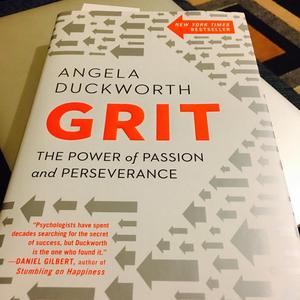 NEW YORK TIMES
BESTSELLER
ANGELA
DUCKWORTH
GRIT
THE POWER of PASSION
and PERSEVERANCE
"Psychologists have spent
decades searching for the secret
of success, but Duckworth
is the one who found it."
—DANIEL GILBERT, author of
Stumbling on Happiness